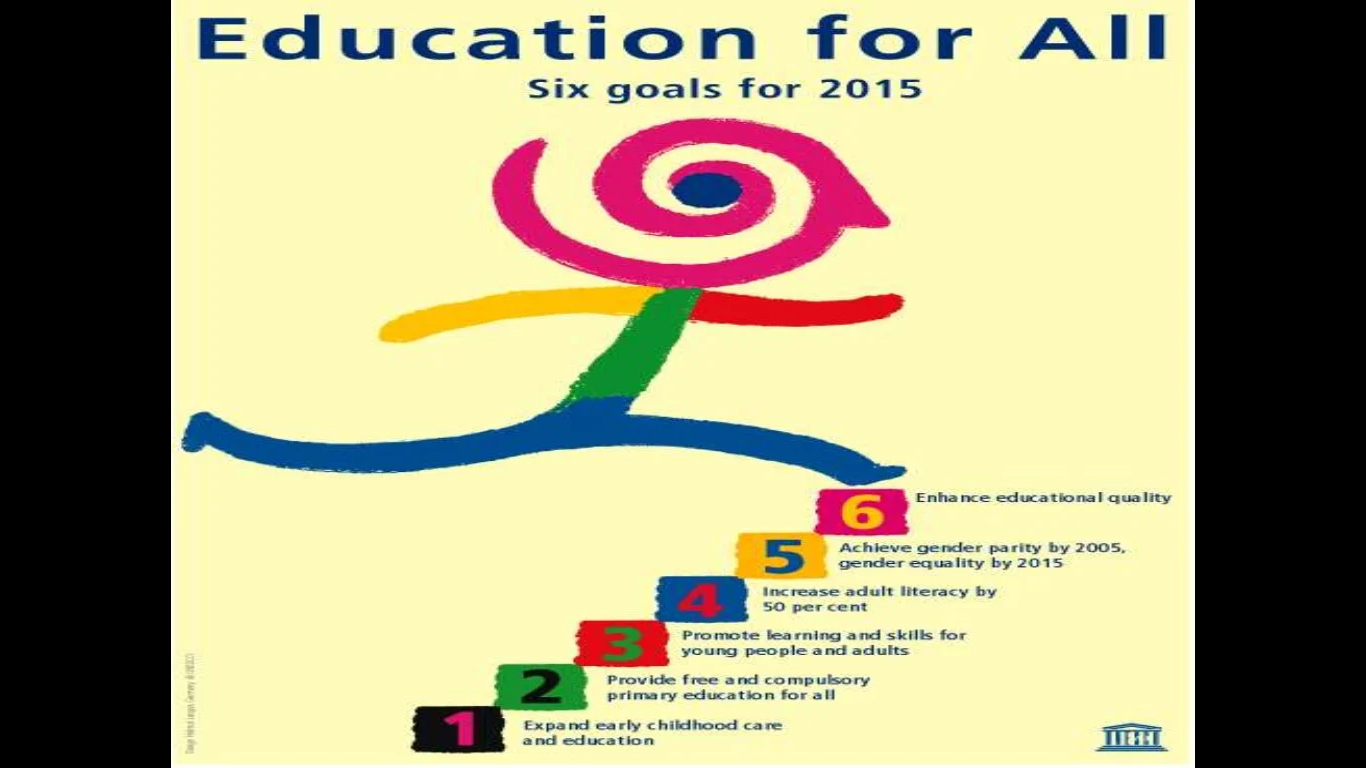 Education for All
Six goals for 2015
6
Enhance educational quality
5
Achieve gender parity by 2005,
gender equality by 2015
4
Increase adult literacy by
50 per cent
3
Promote learning and skills for
young people and adults
2
Provide free and compulsory
primary education for all
1
Expand early childhood care
and education